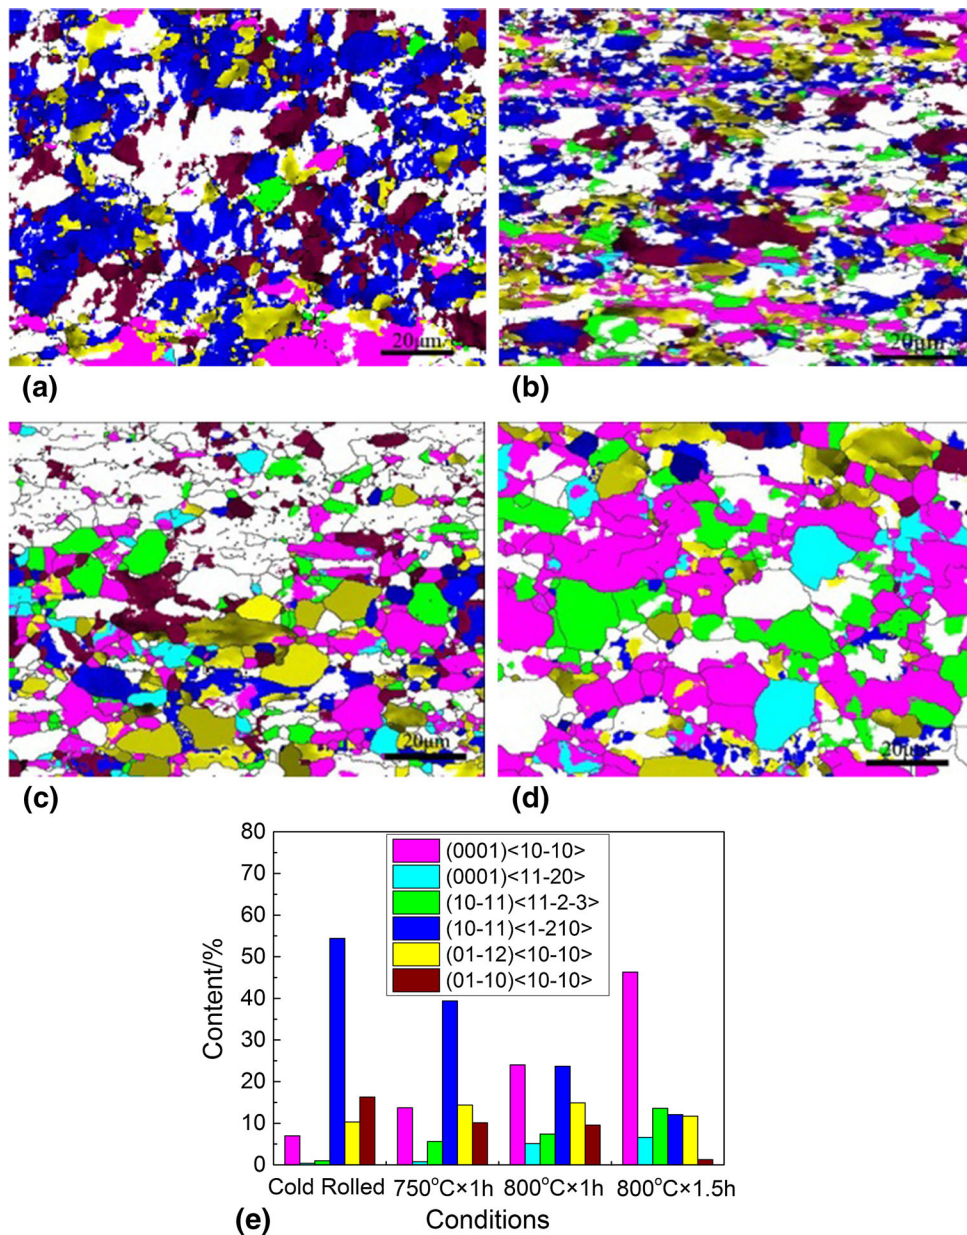 20μm
20μm
(a)
(b)
20μm
20μm
(c)
(d)
80
(0001)<10-10>
70
(0001)<11-20>
60
(10-11)<11-2-3>
(10-11)<1-210>
50
(01-12)<10-10>
40
(01-10)<10-10>
30
20
10
0
Content/%
Cold Rolled 750°C×1h 800°C×1h 800°C×1.5h
(e)
Conditions